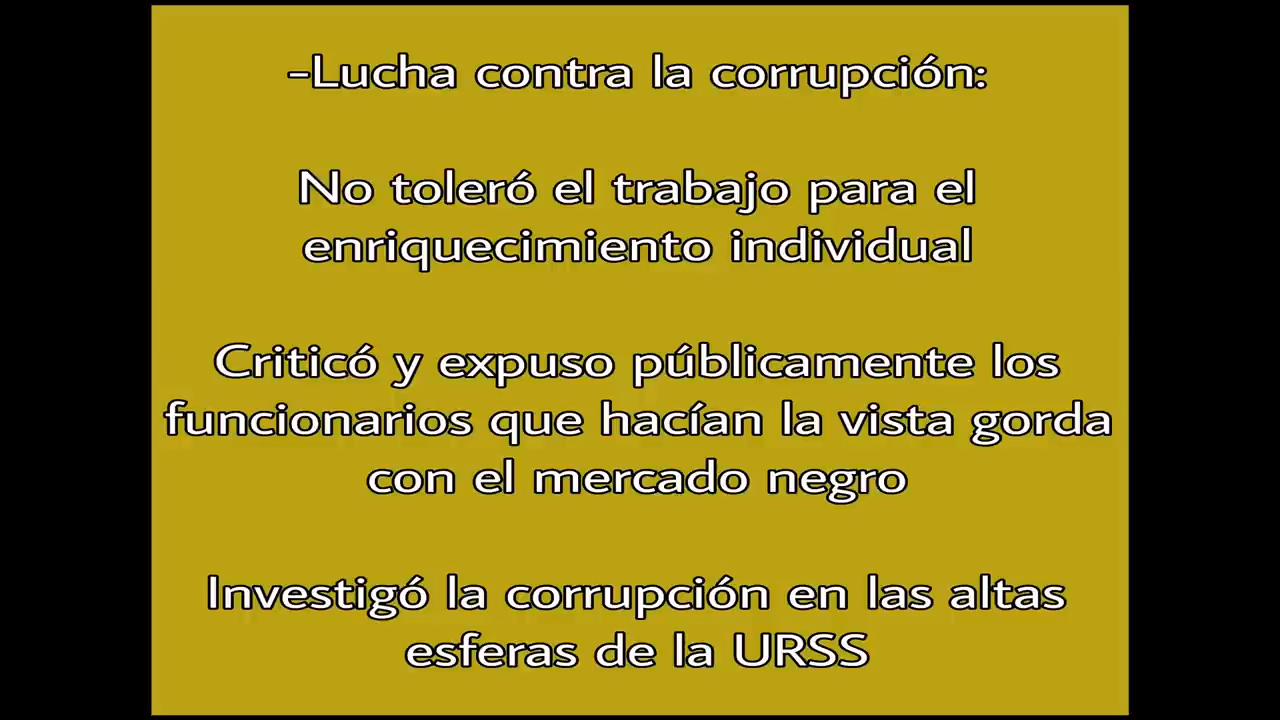 -Lucha contra la corrupción:
No toleró el trabajo para el
enriquecimiento individual
Criticó y expuso públicamente los
funcionarios que hacían la vista gorda
con el mercado negro
Investigó la corrupción en las altas
esferas de la URSS